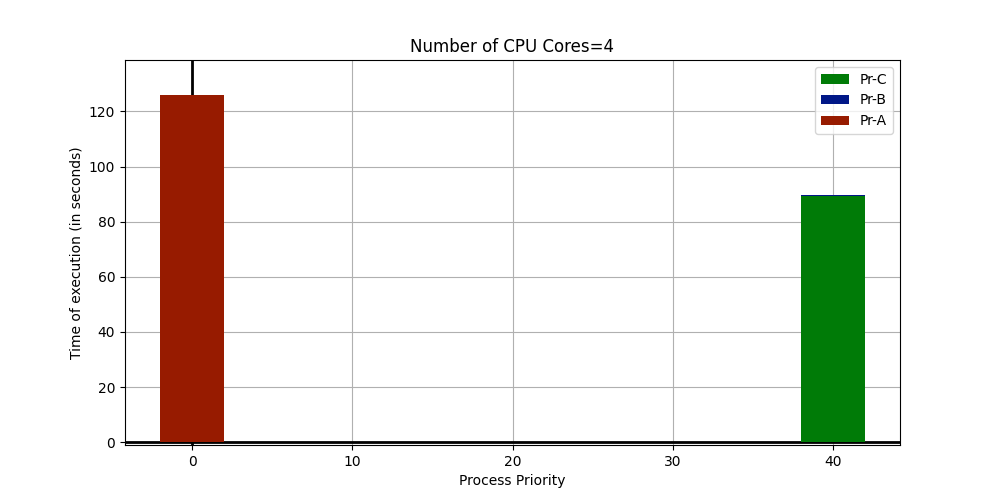 Number of CPU Cores=4
Pr-C
Pr-B
Pr-A
Time of execution (in seconds)
120
100
80
60
40
20
0
0 10 20 30 40
Process Priority